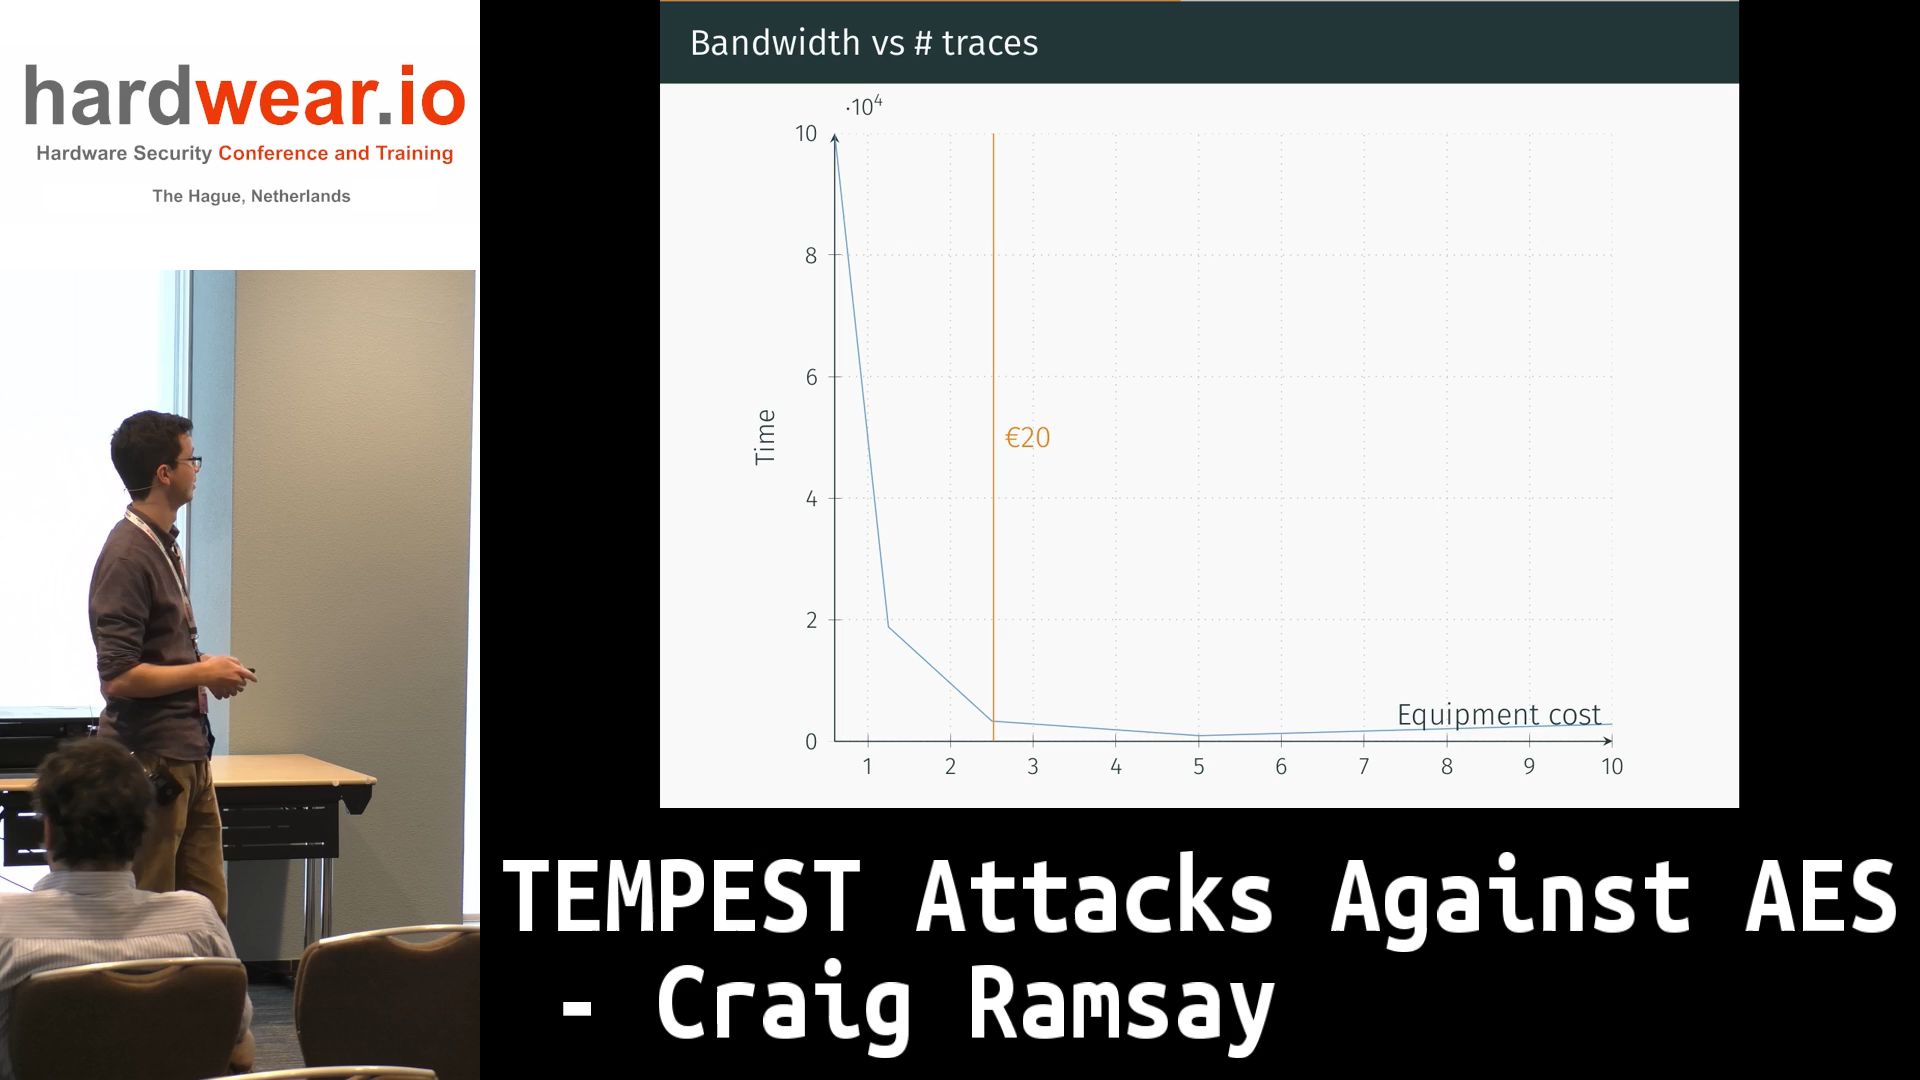 hardwear.io
Hardware Security Conference and Training
The Hague, Netherlands
Bandwidth vs # traces
·10⁴
10
8
6
4
2
0
Time
€20
Equipment cost
1 2 3 4 5 6 7 8 9 10
TEMPEST Attacks Against AES
- Craig Ramsay